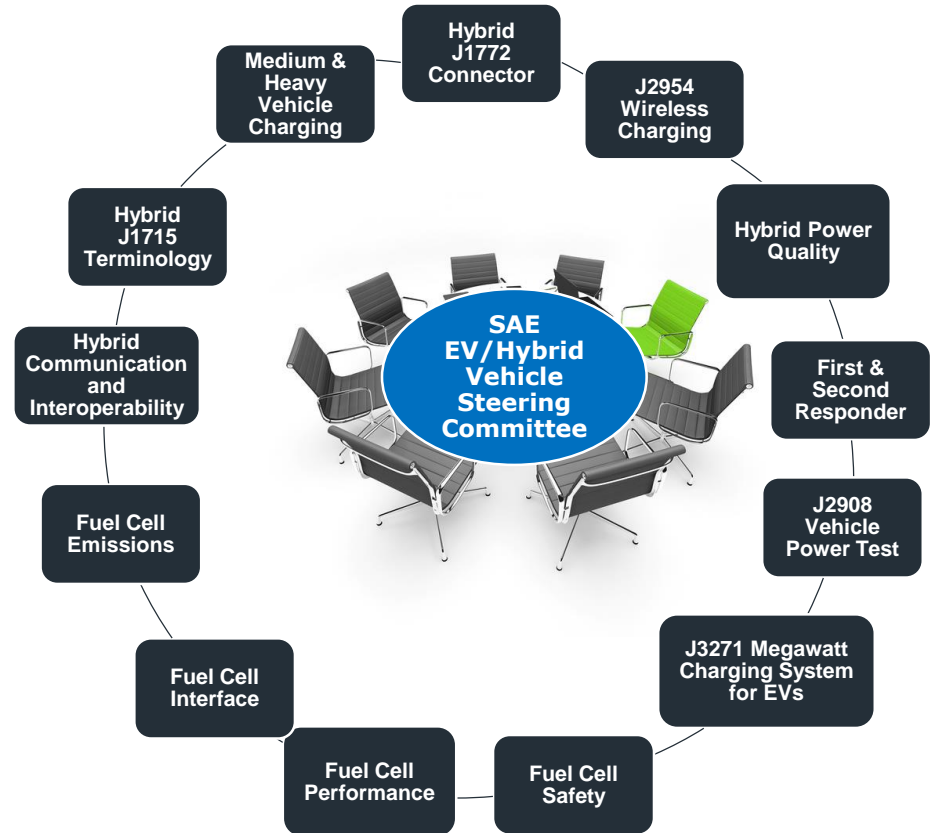 Hybrid
J1772
Connector
J2954
Wireless
Charging
Hybrid Power
Quality
First &
Second
Responder
J2908
Vehicle
Power Test
J3271 Megawatt
Charging System
for EVs
Fuel Cell
Safety
Fuel Cell
Performance
Fuel Cell
Interface
Fuel Cell
Emissions
Hybrid
Communication
and
Interoperability
Hybrid
J1715
Terminology
Medium &
Heavy
Vehicle
Charging
SAE
EV/Hybrid
Vehicle
Steering
Committee